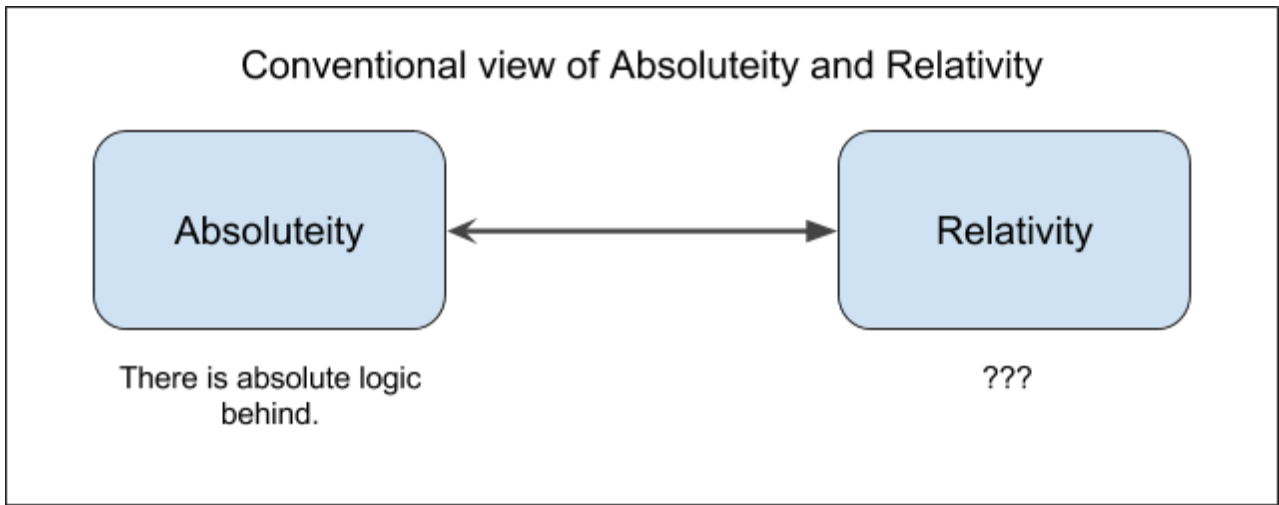 Conventional view of Absoluteity and Relativity
Absoluteity
Relativity
There is absolute logic
behind.
???